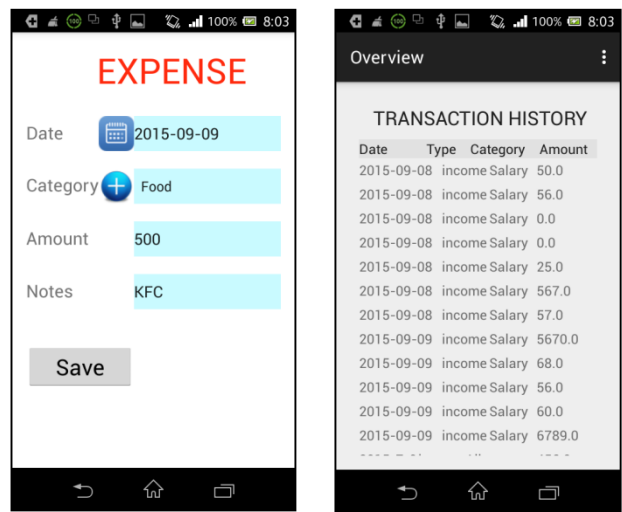 100% 8:03
EXPENSE
Date 2015-09-09
Category Food
Amount 500
Notes KFC
Save
100% 8:03
Overview
TRANSACTION HISTORY
Date Type Category Amount
2015-09-08 income Salary 50.0
2015-09-08 income Salary 56.0
2015-09-08 income Salary 0.0
2015-09-08 income Salary 0.0
2015-09-08 income Salary 25.0
2015-09-08 income Salary 567.0
2015-09-08 income Salary 57.0
2015-09-09 income Salary 5670.0
2015-09-09 income Salary 68.0
2015-09-09 income Salary 56.0
2015-09-09 income Salary 60.0
2015-09-09 income Salary 6789.0